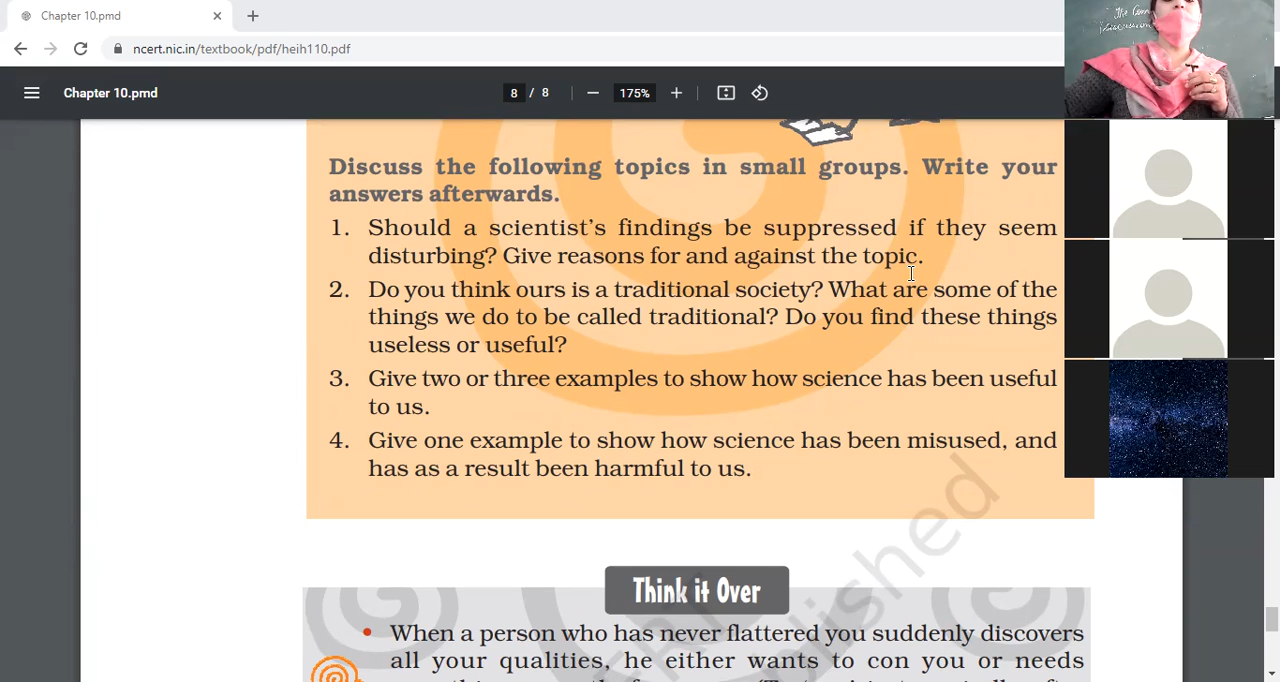 Chapter 10.pmd
ncert.nic.in/textbook/pdf/heih110.pdf
Chapter 10.pmd
8 / 8
175%
The
Discuss the following topics in small groups. Write your
answers afterwards.
1. Should a scientist's findings be suppressed if they seem
disturbing? Give reasons for and against the topic.
2. Do you think ours is a traditional society? What are some of the
things we do to be called traditional? Do you find these things
useless or useful?
3. Give two or three examples to show how science has been useful
to us.
4. Give one example to show how science has been misused, and
has as a result been harmful to us.
Think it Over
• When a person who has never flattered you suddenly discovers
all your qualities, he either wants to con you or needs